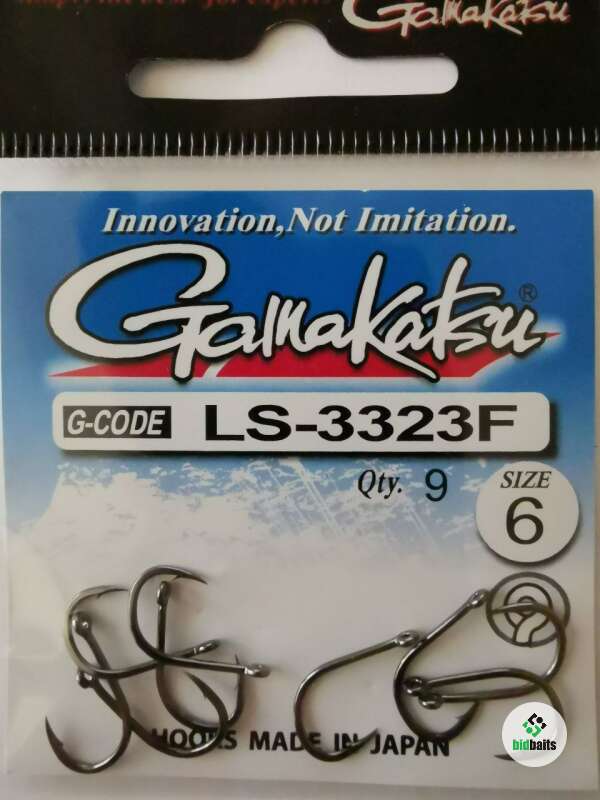 Gamakatsu
Innovation,Not Imitation.
Gamakatsu®
G-CODE LS-3323F
Qty. 9
SIZE
6
HOOKS MADE IN JAPAN
bidbaits